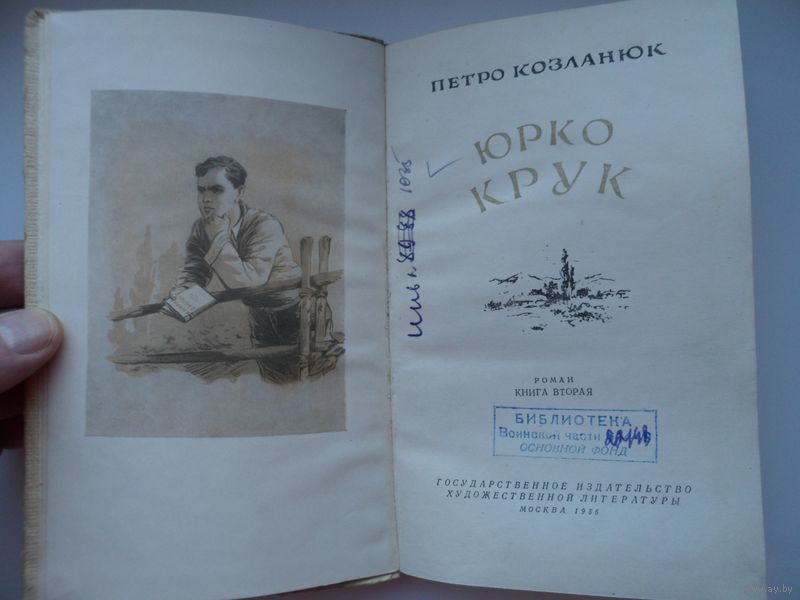 ПЕТРО КОЗЛАНЮК
ЮРКО
КРУК
РОМАН
КНИГА ВТОРАЯ
БИБЛИОТЕКА
Воинской части
ОСНОВНОЙ ФОНД
ГОСУДАРСТВЕННОЕ ИЗДАТЕЛЬСТВО
ХУДОЖЕСТВЕННОЙ ЛИТЕРАТУРЫ
МОСКВА 1956